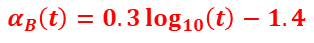 α_B(t) = 0.3 log₁₀(t) − 1.4